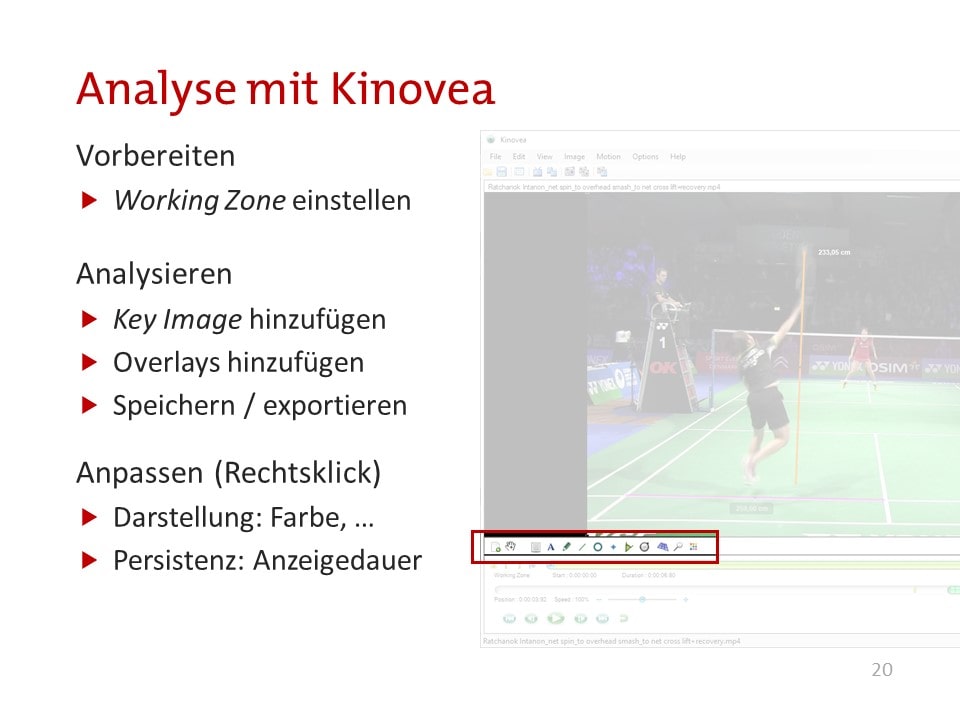 Analyse mit Kinovea
Vorbereiten
Working Zone einstellen
Analysieren
Key Image hinzufügen
Overlays hinzufügen
Speichern / exportieren
Anpassen (Rechtsklick)
Darstellung: Farbe, …
Persistenz: Anzeigedauer
Kinovea
File Edit View Image Motion Options Help
Ratchanok Intanon_net spin_to overhead smash_to net cross lift+recovery.mp4
233,05 cm
1
OK
YONEX
OSIM
YONEX
A
Working Zone Start : 0:00:00:00 Duration : 0:00:06:80
Position : 0:00:03:92 Speed : 100%
Ratchanok Intanon_net spin_to overhead smash_to net cross lift+recovery.mp4
20